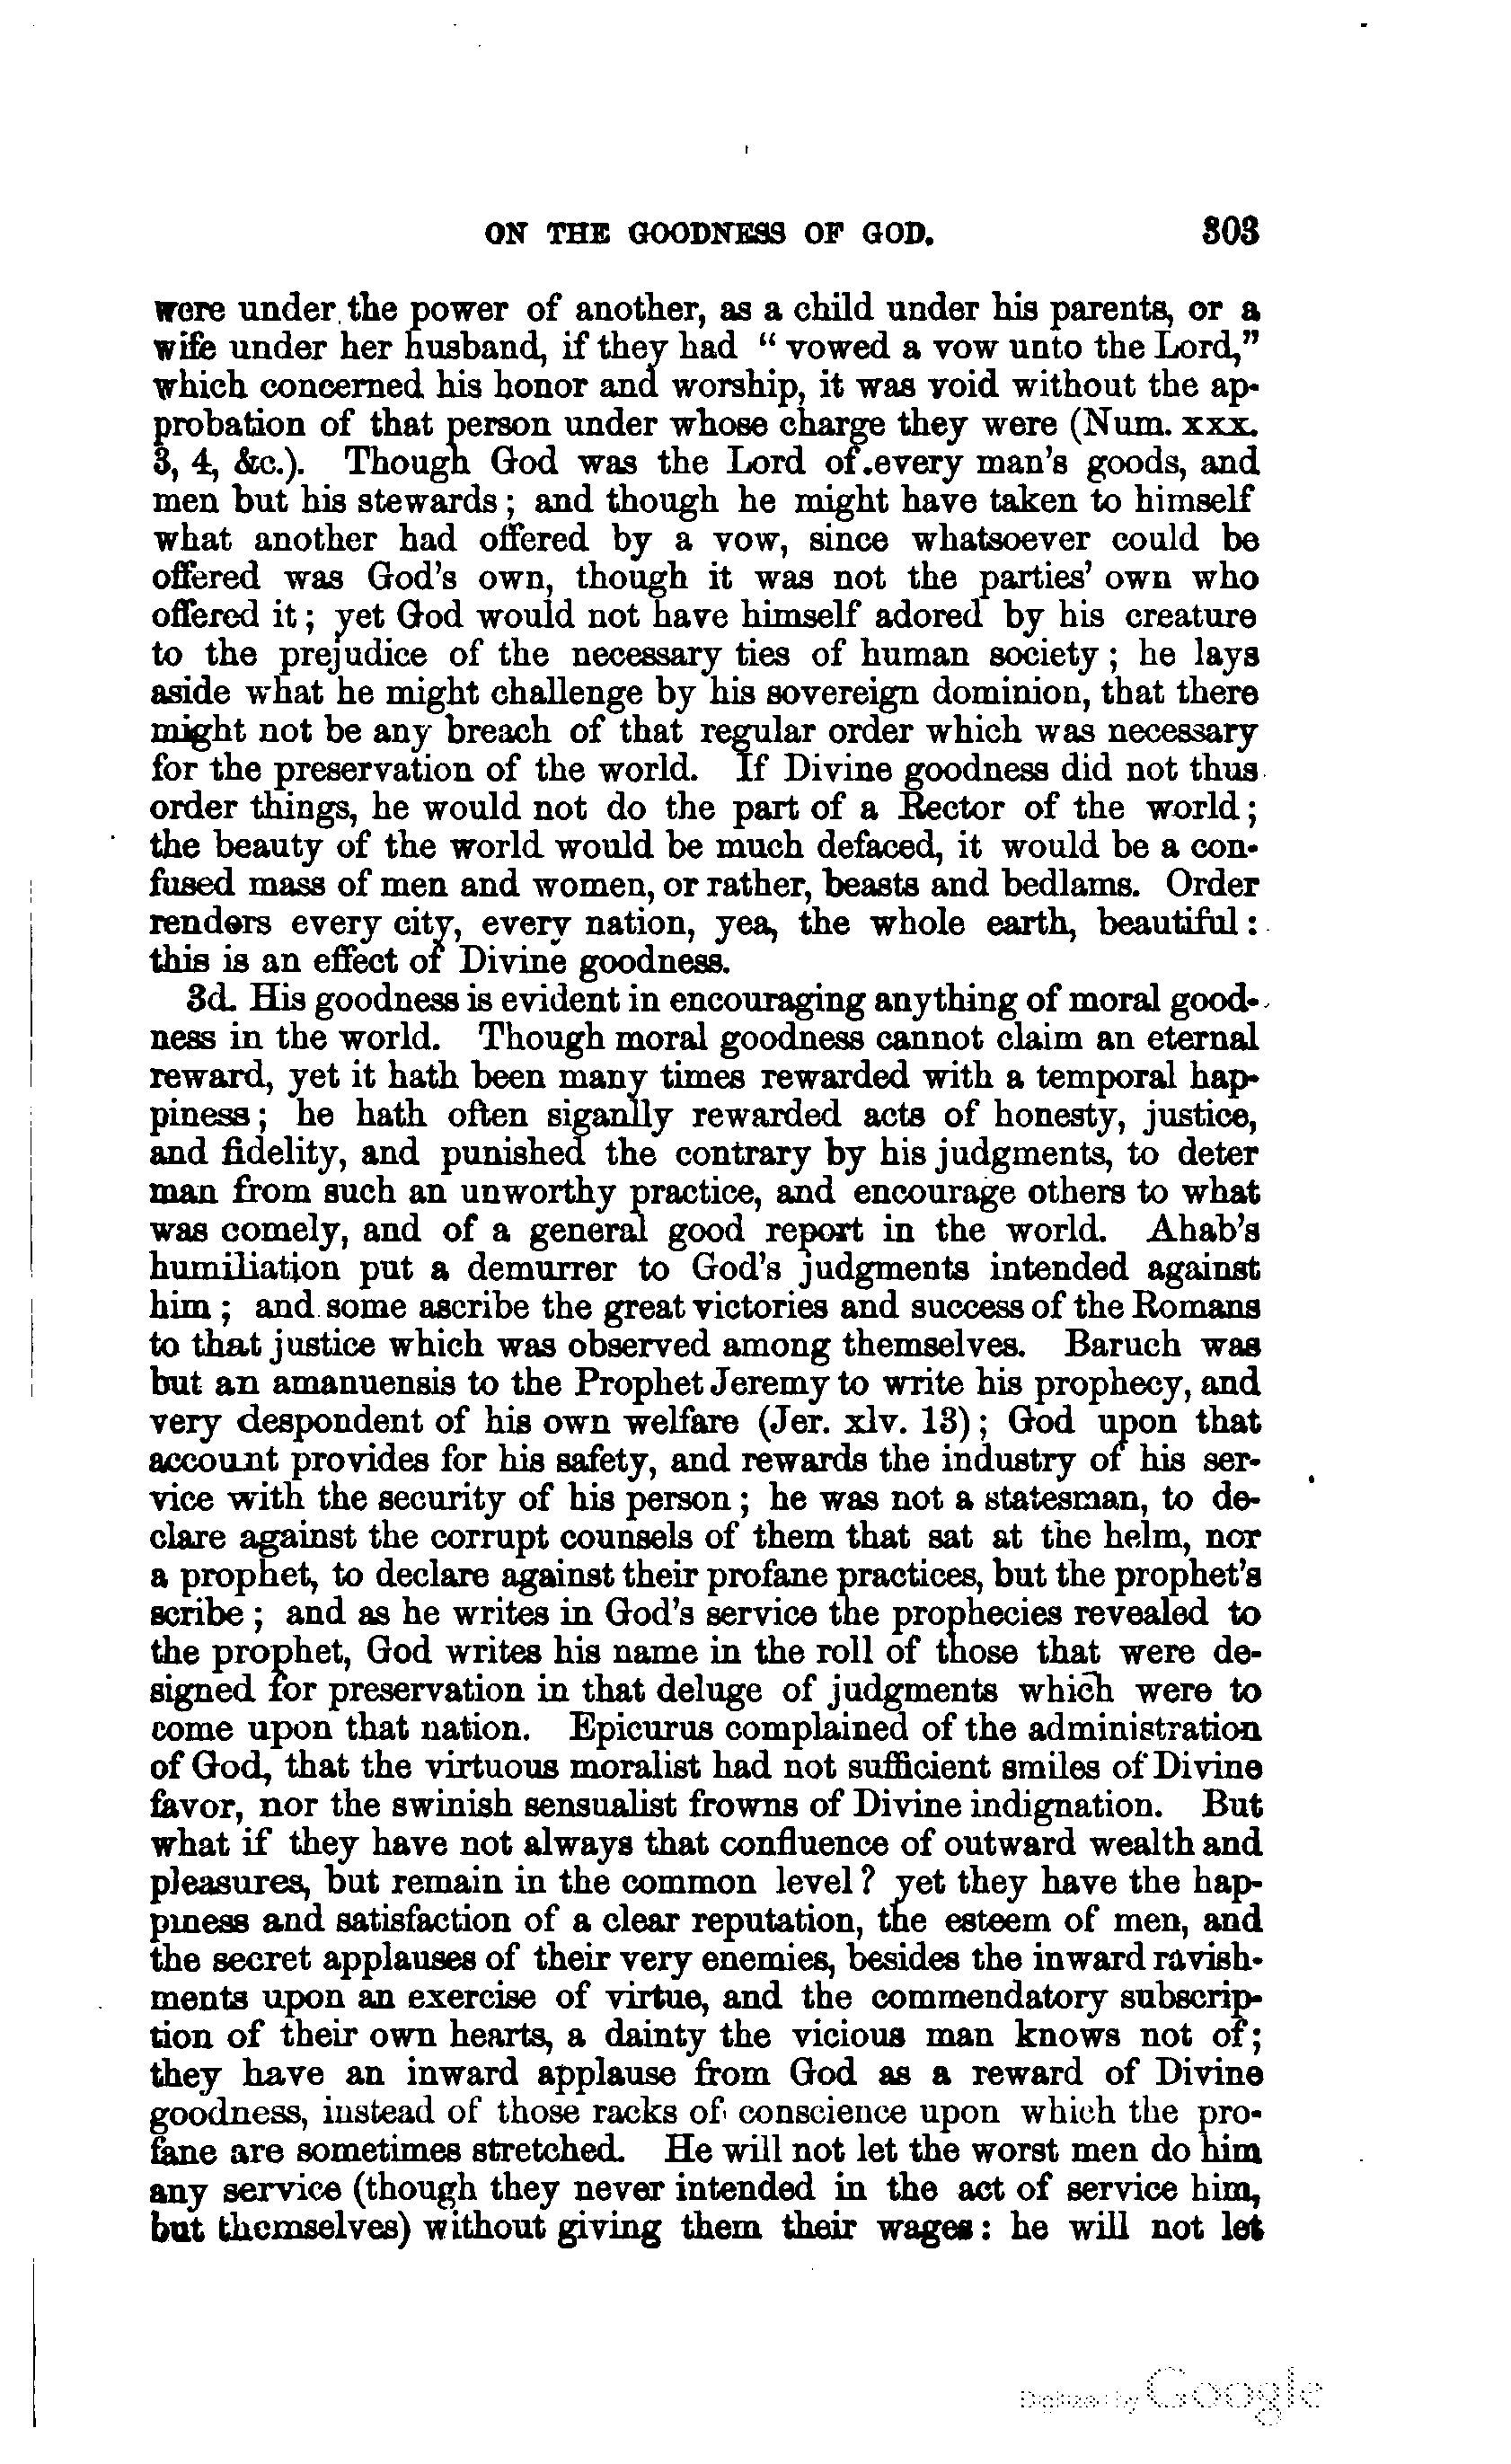 ON THE GOODNESS OF GOD. 303
were under the power of another, as a child under his parents, or a
wife under her husband, if they had “ vowed a vow unto the Lord,”
which concerned his honor and worship, it was void without the ap-
probation of that person under whose charge they were (Num. xxx.
3, 4, &c.). Though God was the Lord of every man's goods, and
men but his stewards ; and though he might have taken to himself
what another had offered by a vow, since whatsoever could be
offered was God's own, though it was not the parties' own who
offered it ; yet God would not have himself adored by his creature
to the prejudice of the necessary ties of human society ; he lays
aside what he might challenge by his sovereign dominion, that there
might not be any breach of that regular order which was necessary
for the preservation of the world. If Divine goodness did not thus
order things, he would not do the part of a Rector of the world ;
the beauty of the world would be much defaced, it would be a con-
fused mass of men and women, or rather, beasts and bedlams. Order
renders every city, every nation, yea, the whole earth, beautiful :
this is an effect of Divine goodness.
3d. His goodness is evident in encouraging anything of moral good-
ness in the world. Though moral goodness cannot claim an eternal
reward, yet it hath been many times rewarded with a temporal hap-
piness ; he hath often siganlly rewarded acts of honesty, justice,
and fidelity, and punished the contrary by his judgments, to deter
man from such an unworthy practice, and encourage others to what
was comely, and of a general good report in the world. Ahab's
humiliation put a demurrer to God's judgments intended against
him ; and some ascribe the great victories and success of the Romans
to that justice which was observed among themselves. Baruch was
but an amanuensis to the Prophet Jeremy to write his prophecy, and
very despondent of his own welfare (Jer. xlv. 13) ; God upon that
account provides for his safety, and rewards the industry of his ser-
vice with the security of his person ; he was not a statesman, to de-
clare against the corrupt counsels of them that sat at the helm, nor
a prophet, to declare against their profane practices, but the prophet's
scribe ; and as he writes in God's service the prophecies revealed to
the prophet, God writes his name in the roll of those that were de-
signed for preservation in that deluge of judgments which were to
come upon that nation. Epicurus complained of the administration
of God, that the virtuous moralist had not sufficient smiles of Divine
favor, nor the swinish sensualist frowns of Divine indignation. But
what if they have not always that confluence of outward wealth and
pleasures, but remain in the common level ? yet they have the hap-
piness and satisfaction of a clear reputation, the esteem of men, and
the secret applauses of their very enemies, besides the inward ravish-
ments upon an exercise of virtue, and the commendatory subscrip-
tion of their own hearts, a dainty the vicious man knows not of ;
they have an inward applause from God as a reward of Divine
goodness, instead of those racks of conscience upon which the pro-
fane are sometimes stretched. He will not let the worst men do him
any service (though they never intended in the act of service him,
but themselves) without giving them their wages : he will not let
Digitized by Google